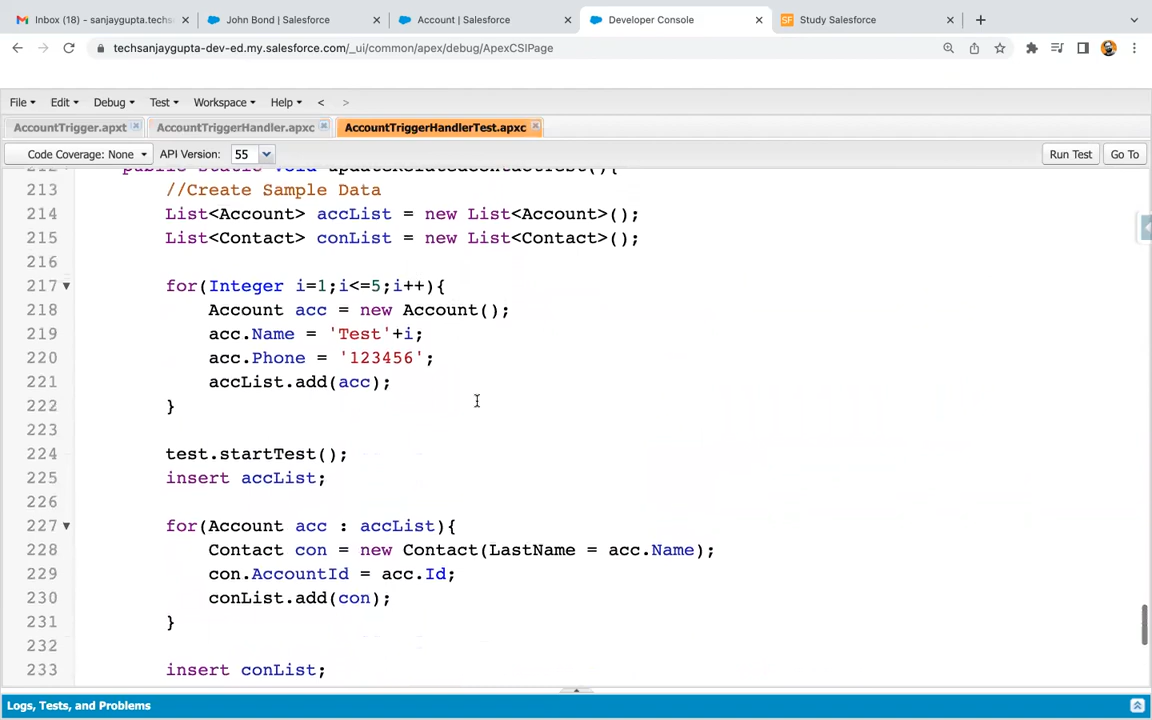 Inbox (18) – sanjaygupta.techs
John Bond | Salesforce
Account | Salesforce
Developer Console
SF
Study Salesforce
techsanjaygupta-dev-ed.my.salesforce.com/_ui/common/apex/debug/ApexCSIPage
File Edit Debug Test Workspace Help < >
AccountTrigger.apxt
AccountTriggerHandler.apxc
AccountTriggerHandlerTest.apxc
Code Coverage: None API Version: 55 Run Test Go To
212 public static void updateRelatedContactTest(){
213 //Create Sample Data
214 List<Account> accList = new List<Account>();
215 List<Contact> conList = new List<Contact>();
216
217 for(Integer i=1;i<=5;i++){
218 Account acc = new Account();
219 acc.Name = 'Test'+i;
220 acc.Phone = '123456';
221 accList.add(acc);
222 }
223
224 test.startTest();
225 insert accList;
226
227 for(Account acc : accList){
228 Contact con = new Contact(LastName = acc.Name);
229 con.AccountId = acc.Id;
230 conList.add(con);
231 }
232
233 insert conList;
Logs, Tests, and Problems